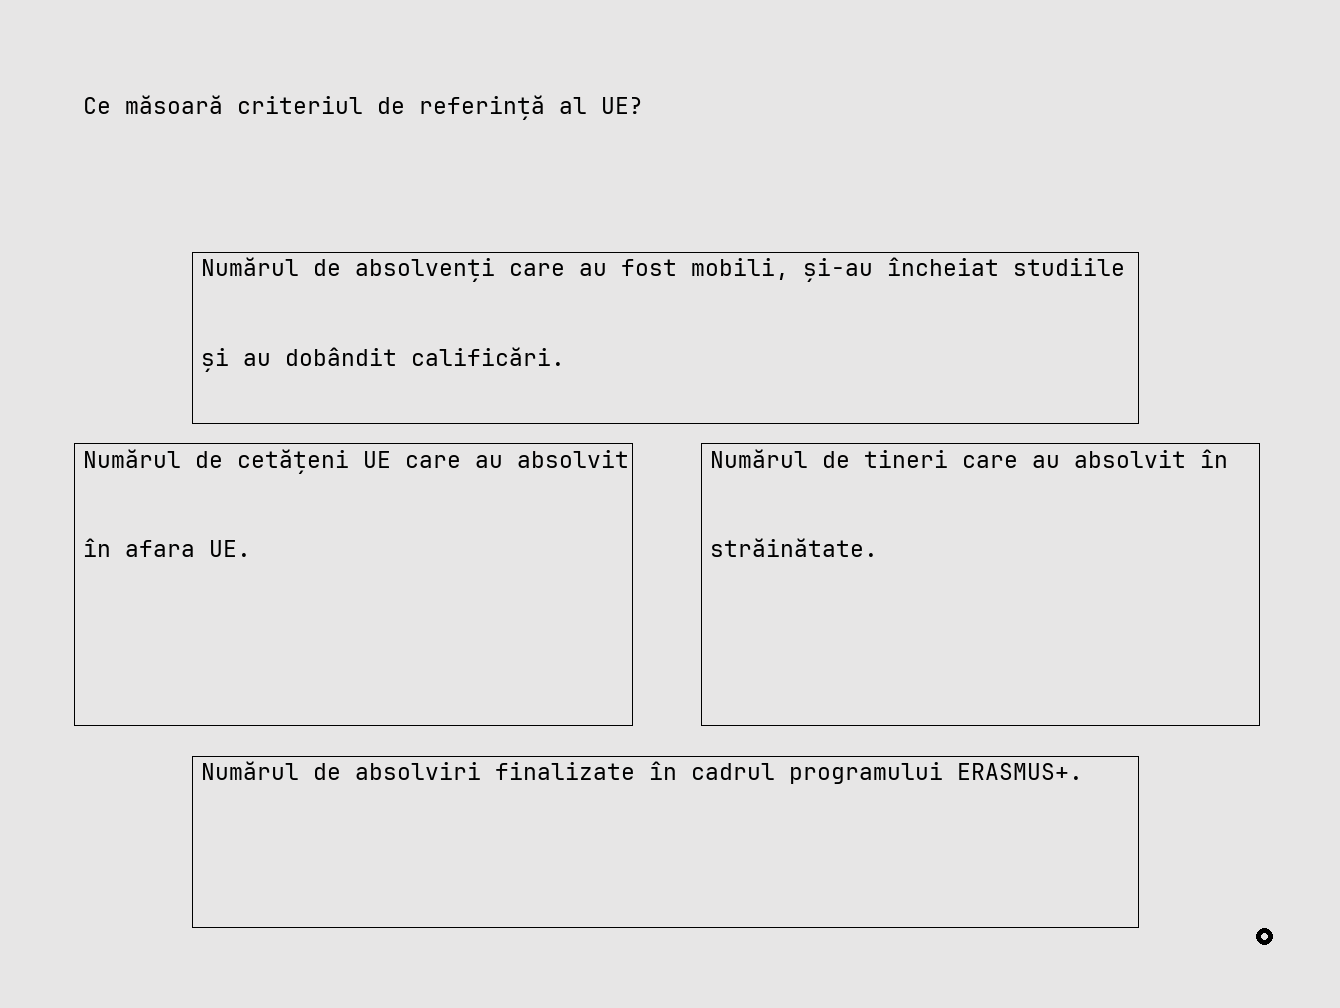 Ce măsoară criteriul de referință al UE?
Numărul de absolvenți care au fost mobili, și-au încheiat studiile
și au dobândit calificări.
Numărul de cetățeni UE care au absolvit
în afara UE.
Numărul de tineri care au absolvit în
străinătate.
Numărul de absolviri finalizate în cadrul programului ERASMUS+.